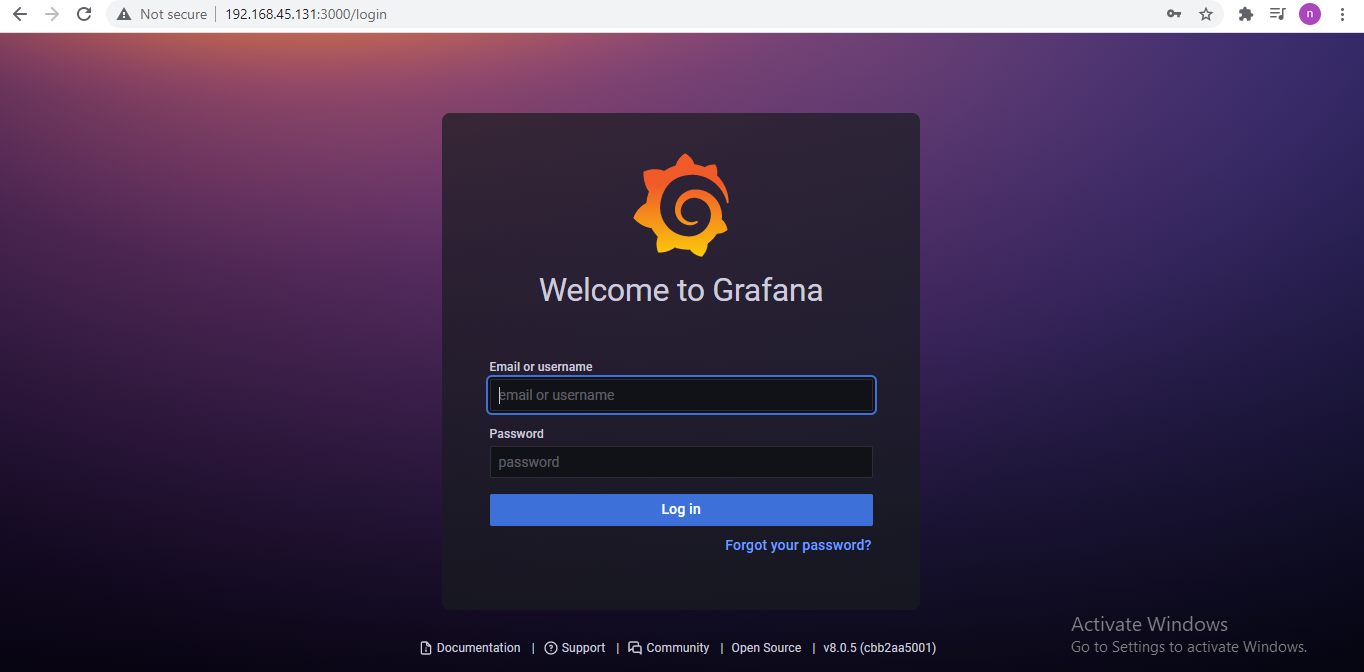 Not secure | 192.168.45.131:3000/login
n
Welcome to Grafana
Email or username
email or username
Password
password
Log in
Forgot your password?
Documentation | Support | Community | Open Source | v8.0.5 (cbb2aa5001)
Activate Windows
Go to Settings to activate Windows.